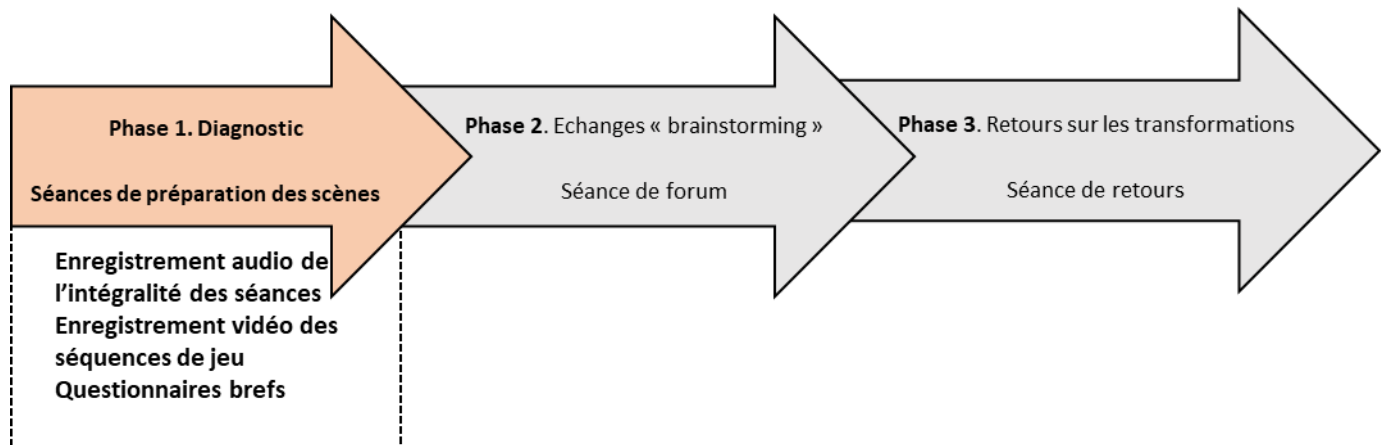 Phase 1. Diagnostic
Séances de préparation des scènes
Phase 2. Echanges « brainstorming »
Séance de forum
Phase 3. Retours sur les transformations
Séance de retours
Enregistrement audio de
l’intégralité des séances
Enregistrement vidéo des
séquences de jeu
Questionnaires brefs